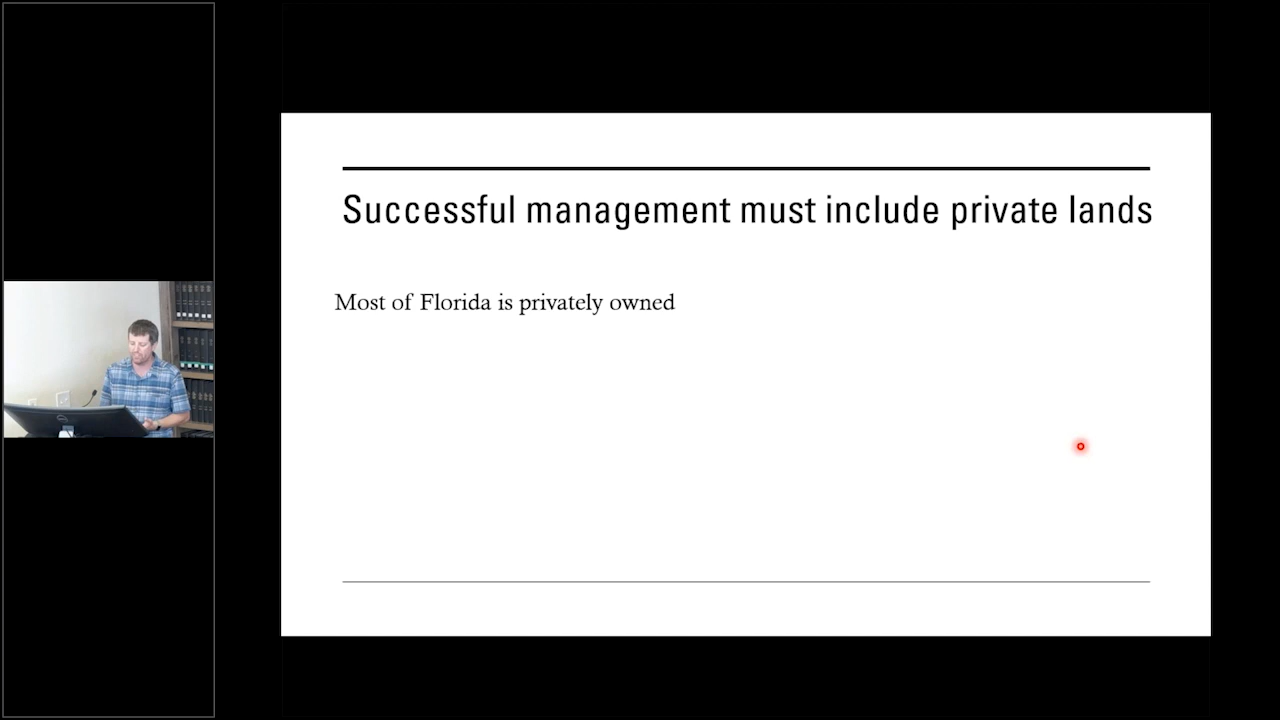 Successful management must include private lands
Most of Florida is privately owned